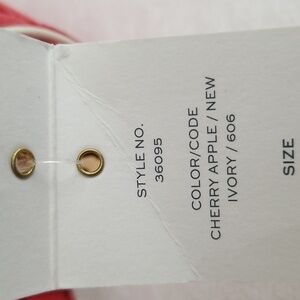 STYLE NO.
36095
COLOR/CODE
CHERRY APPLE / NEW
IVORY / 606
SIZE